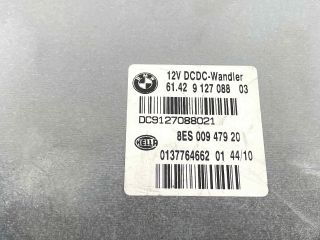 BMW
12V DCDC-Wandler
61.42 9 127 088 03
DC9127088021
8ES 009 479 20
HELLA
0137764662 01 44/10